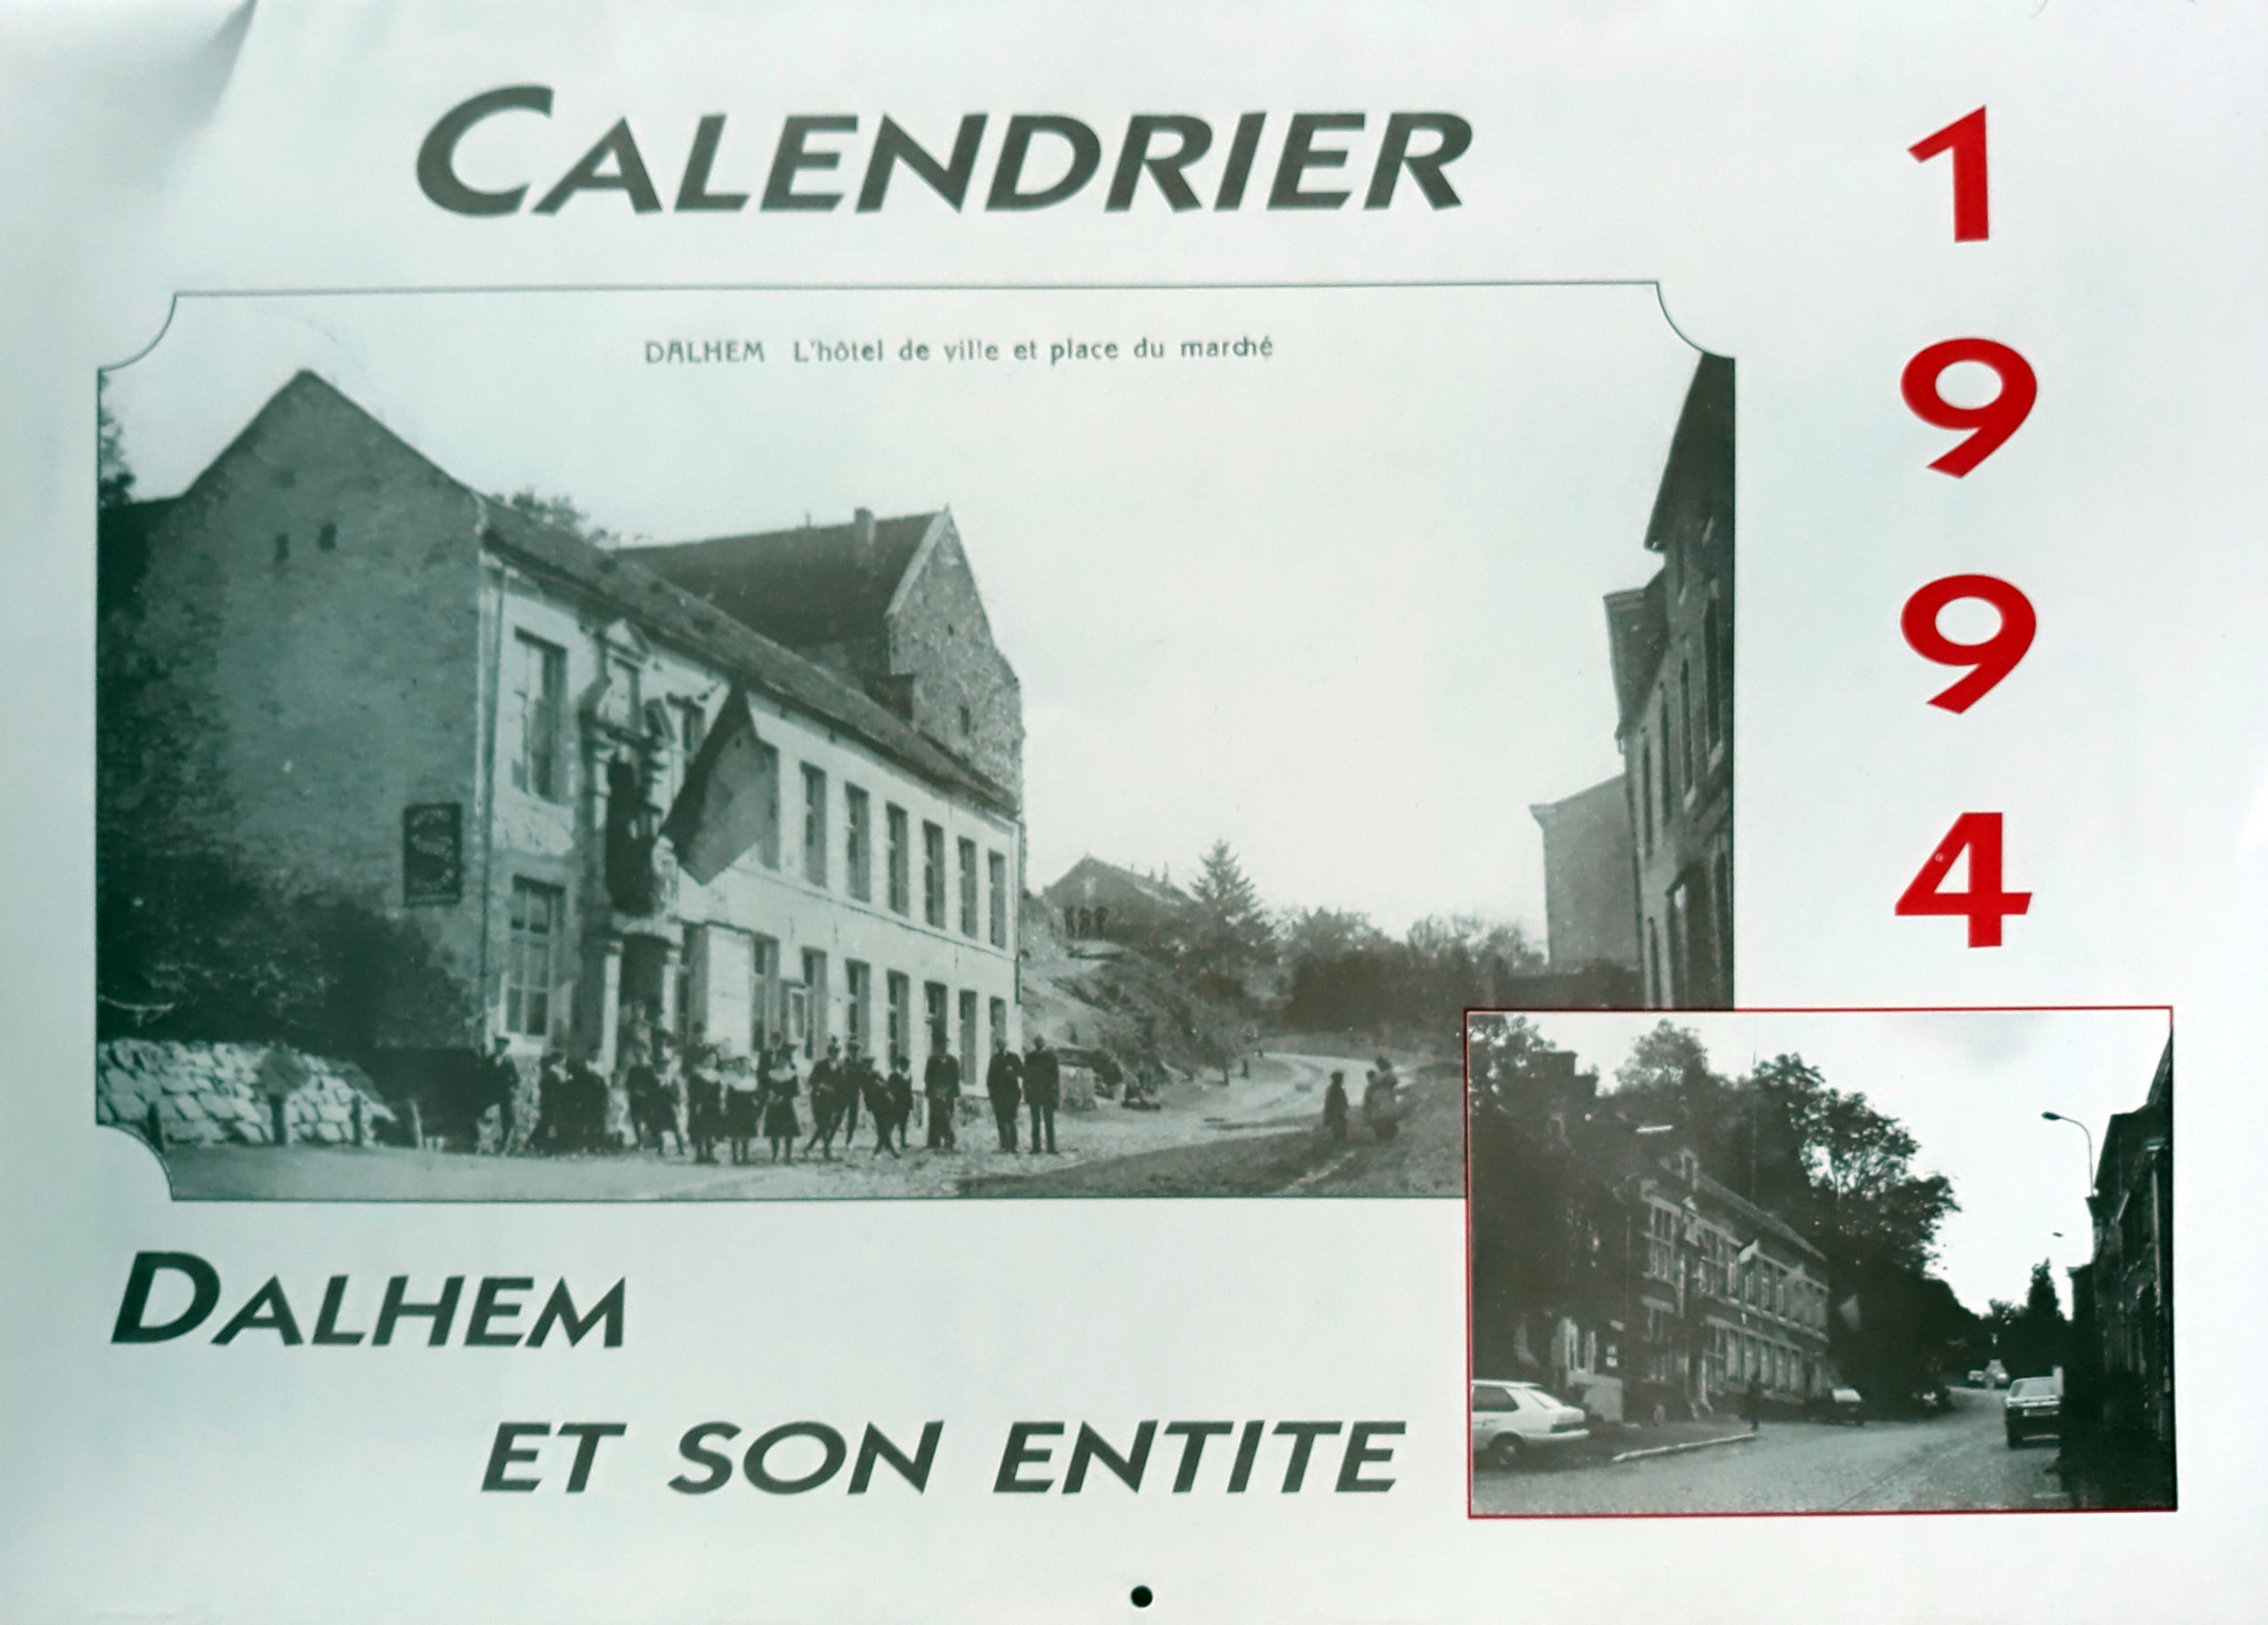 CALENDRIER
1
9
9
4
DALHEM L'hôtel de ville et place du marché
DALHEM
ET SON ENTITE